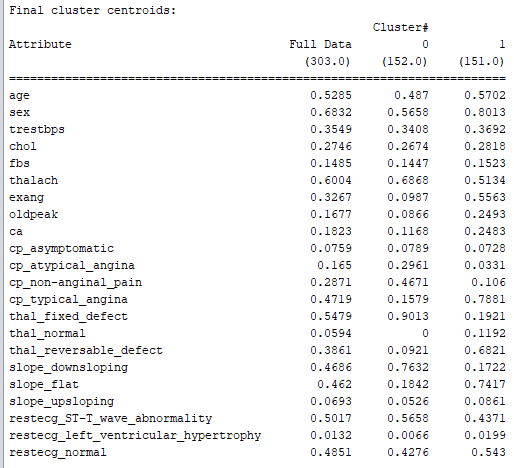 Final cluster centroids:
Cluster#
Attribute Full Data 0 1
(303.0) (152.0) (151.0)
==========================================================================
age 0.5285 0.487 0.5702
sex 0.6832 0.5658 0.8013
trestbps 0.3549 0.3408 0.3692
chol 0.2746 0.2674 0.2818
fbs 0.1485 0.1447 0.1523
thalach 0.6004 0.6868 0.5134
exang 0.3267 0.0987 0.5563
oldpeak 0.1677 0.0866 0.2493
ca 0.1823 0.1168 0.2483
cp_asymptomatic 0.0759 0.0789 0.0728
cp_atypical_angina 0.165 0.2961 0.0331
cp_non-anginal_pain 0.2871 0.4671 0.106
cp_typical_angina 0.4719 0.1579 0.7881
thal_fixed_defect 0.5479 0.9013 0.1921
thal_normal 0.0594 0 0.1192
thal_reversable_defect 0.3861 0.0921 0.6821
slope_downsloping 0.4686 0.7632 0.1722
slope_flat 0.462 0.1842 0.7417
slope_upsloping 0.0693 0.0526 0.0861
restecg_ST-T_wave_abnormality 0.5017 0.5658 0.4371
restecg_left_ventricular_hypertrophy 0.0132 0.0066 0.0199
restecg_normal 0.4851 0.4276 0.543